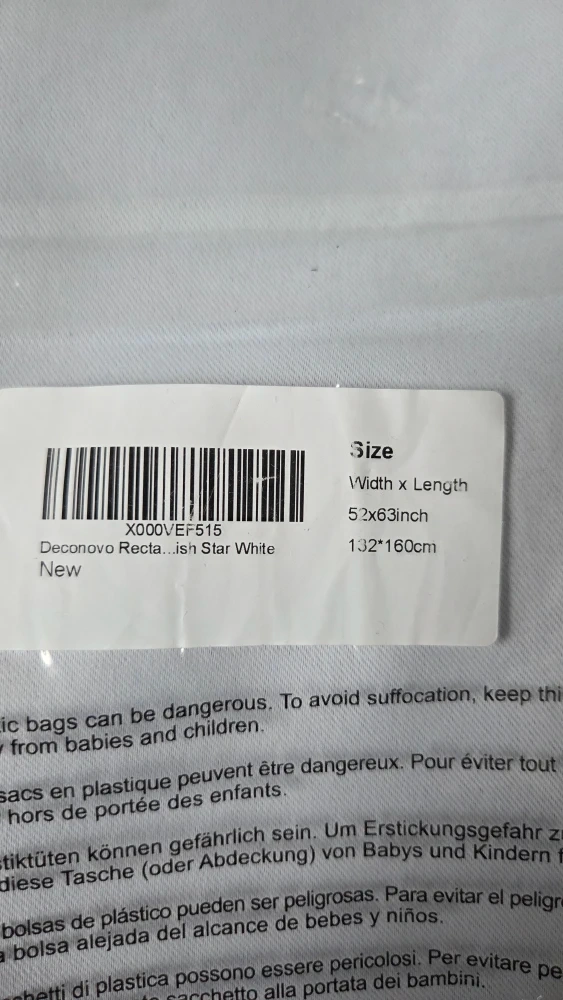 X000VEF515
Deconovo Recta...ish Star White
New
Size
Width x Length
52x63inch
132*160cm
ic bags can be dangerous. To avoid suffocation, keep thi
from babies and children.
sacs en plastique peuvent être dangereux. Pour éviter tout
hors de portée des enfants.
stiktüten können gefährlich sein. Um Erstickungsgefahr z
diese Tasche (oder Abdeckung) von Babys und Kindern f
bolsas de plástico pueden ser peligrosas. Para evitar el peligr
a bolsa alejada del alcance de bebes y niños.
hetti di plastica possono essere pericolosi. Per evitare pe
sacchetto alla portata dei bambini.